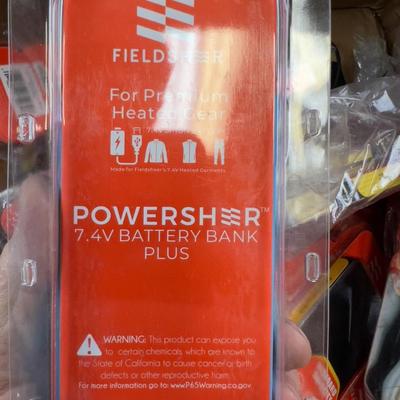 FIELDSHEER
For Premium
Heated Gear
Made for Fieldsheer's 7.4V Heated Garments
POWERSHEER™
7.4V BATTERY BANK
PLUS
WARNING: This product can expose you
to certain chemicals which are known to
the State of California to cause cancer or birth
defects or other reproductive harm.
For more information go to: www.P65Warning.ca.gov